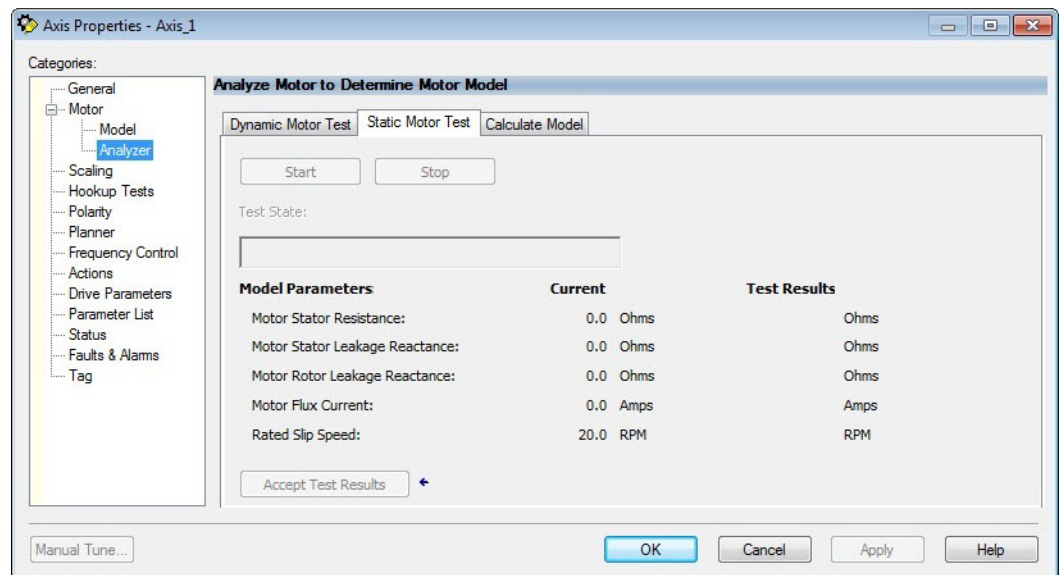 Axis Properties - Axis_1
Categories:
General
Motor
Model
Analyzer
Scaling
Hookup Tests
Polarity
Planner
Frequency Control
Actions
Drive Parameters
Parameter List
Status
Faults & Alarms
Tag
Analyze Motor to Determine Motor Model
Dynamic Motor Test Static Motor Test Calculate Model
Start Stop
Test State:
Model Parameters Current Test Results
Motor Stator Resistance: 0.0 Ohms Ohms
Motor Stator Leakage Reactance: 0.0 Ohms Ohms
Motor Rotor Leakage Reactance: 0.0 Ohms Ohms
Motor Flux Current: 0.0 Amps Amps
Rated Slip Speed: 20.0 RPM RPM
Accept Test Results
Manual Tune... OK Cancel Apply Help